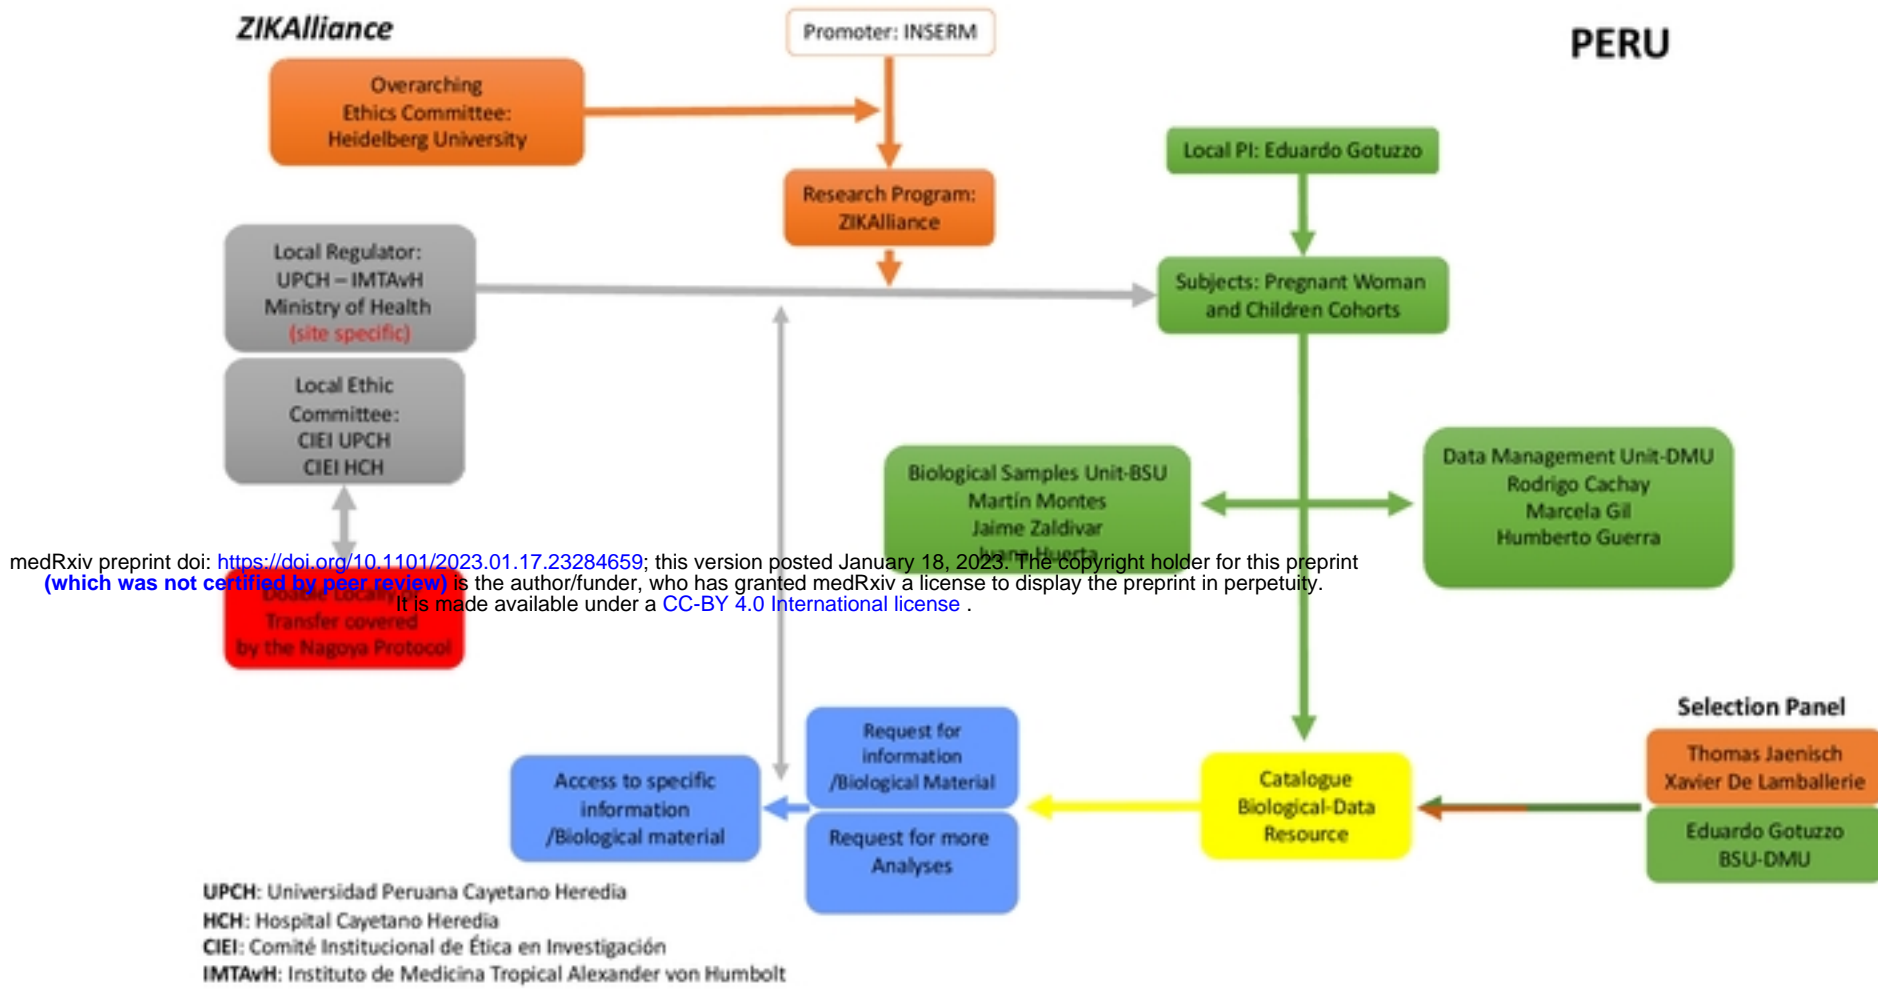 ZIKAlliance
Promoter: INSERM
PERU
Overarching
Ethics Committee:
Heidelberg University
Local PI: Eduardo Gotuzzo
Research Program:
ZIKAlliance
Local Regulator:
UPCH – IMTAvH
Ministry of Health
(site specific)
Subjects: Pregnant Woman
and Children Cohorts
Local Ethic
Committee:
CIEI UPCH
CIEI HCH
Biological Samples Unit-BSU
Martín Montes
Jaime Zaldivar
Juana Huerta
Data Management Unit-DMU
Rodrigo Cachay
Marcela Gil
Humberto Guerra
medRxiv preprint doi: https://doi.org/10.1101/2023.01.17.23284659; this version posted January 18, 2023. The copyright holder for this preprint
(which was not certified by peer review) is the author/funder, who has granted medRxiv a license to display the preprint in perpetuity.
It is made available under a CC-BY 4.0 International license .
Doable Locally or
Transfer covered
by the Nagoya Protocol
Selection Panel
Thomas Jaenisch
Xavier De Lamballerie
Eduardo Gotuzzo
BSU-DMU
Catalogue
Biological-Data
Resource
Request for
information
/Biological Material
Request for more
Analyses
Access to specific
information
/Biological material
UPCH: Universidad Peruana Cayetano Heredia
HCH: Hospital Cayetano Heredia
CIEI: Comité Institucional de Ética en Investigación
IMTAvH: Instituto de Medicina Tropical Alexander von Humbolt